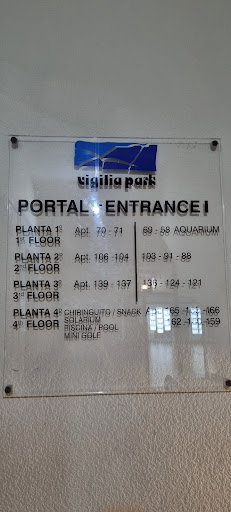 vigilia park
PORTAL - ENTRANCE I
PLANTA 1ª Apt. 70 - 71 69 - 58 AQUARIUM
1st FLOOR
PLANTA 2ª Apt. 106 - 104 103 - 91 - 88
2nd FLOOR
PLANTA 3ª Apt. 139 - 137 136 - 124 - 121
3rd FLOOR
PLANTA 4ª CHIRINGUITO / SNACK 166
4th FLOOR SOLARIUM 159
PISCINA / POOL
MINI GOLF